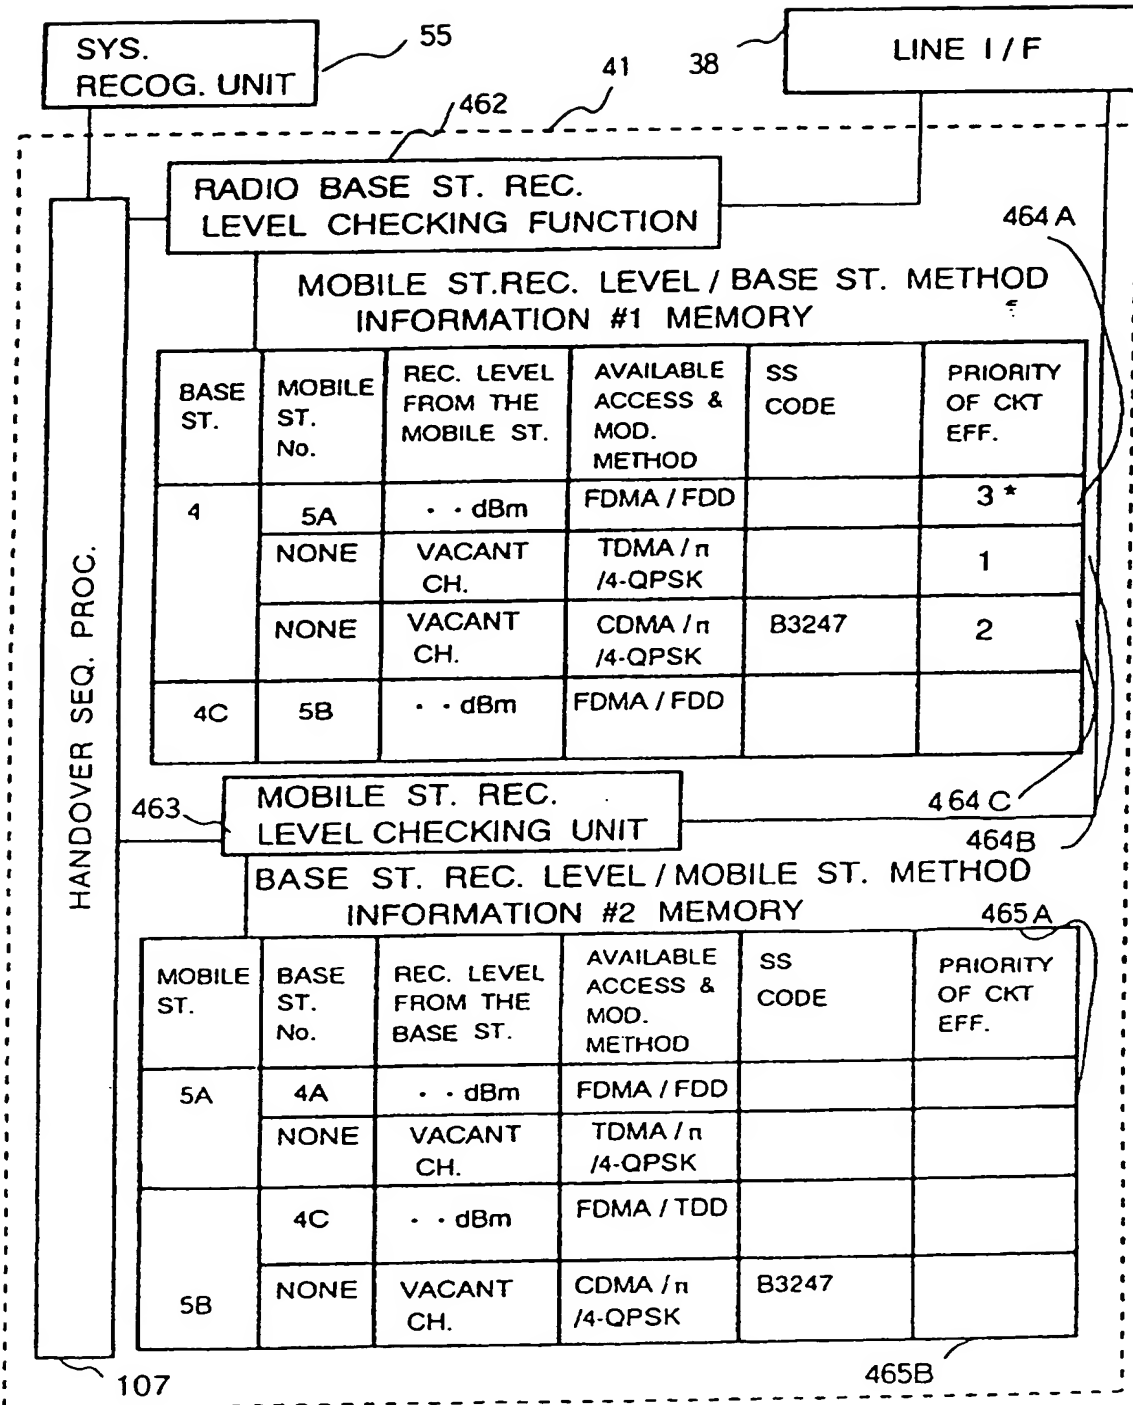 SYS.
RECOG. UNIT
55
38
LINE I/F
41
462
RADIO BASE ST. REC.
LEVEL CHECKING FUNCTION
464A
MOBILE ST.REC. LEVEL/BASE ST. METHOD
INFORMATION #1 MEMORY
BASE ST.
MOBILE ST. No.
REC. LEVEL FROM THE MOBILE ST.
AVAILABLE ACCESS & MOD. METHOD
SS CODE
PRIORITY OF CKT EFF.
4 5A · · dBm FDMA/FDD 3*
NONE VACANT CH. TDMA/π/4-QPSK 1
NONE VACANT CH. CDMA/π/4-QPSK B3247 2
4C 5B · · dBm FDMA/FDD
HANDOVER SEQ. PROC.
463
MOBILE ST. REC.
LEVEL CHECKING UNIT
464C
464B
BASE ST. REC. LEVEL/MOBILE ST. METHOD
INFORMATION #2 MEMORY
465A
MOBILE ST.
BASE ST. No.
REC. LEVEL FROM THE BASE ST.
AVAILABLE ACCESS & MOD. METHOD
SS CODE
PRIORITY OF CKT EFF.
5A 4A · · dBm FDMA/FDD
NONE VACANT CH. TDMA/π/4-QPSK
4C · · dBm FDMA/TDD
5B NONE VACANT CH. CDMA/π/4-QPSK B3247
107
465B